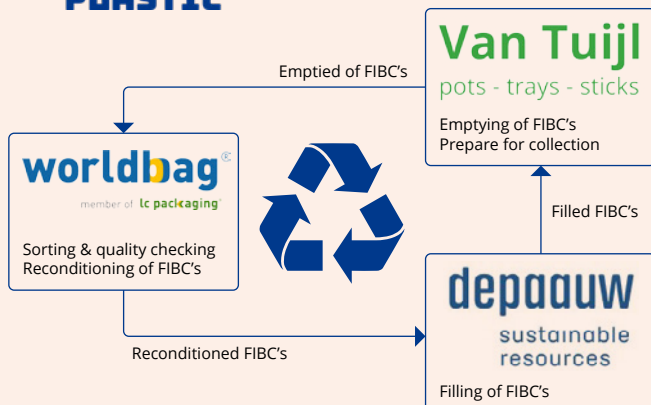 PLASTIC
Emptied of FIBC's
Van Tuijl
pots - trays - sticks
Emptying of FIBC's
Prepare for collection
worldbag®
member of lc packaging
Sorting & quality checking
Reconditioning of FIBC's
Filled FIBC's
depaauw
sustainable
resources
Filling of FIBC's
Reconditioned FIBC's